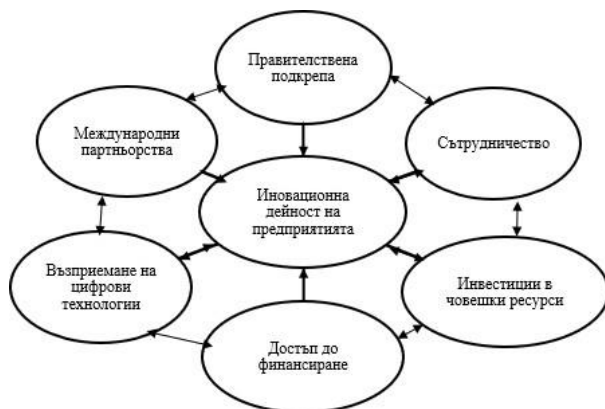 Правителствена
подкрепа
Международни
партньорства
Сътрудничество
Иновационна
дейност на
предприятията
Възприемане на
цифрови
технологии
Инвестиции в
човешки ресурси
Достъп до
финансиране